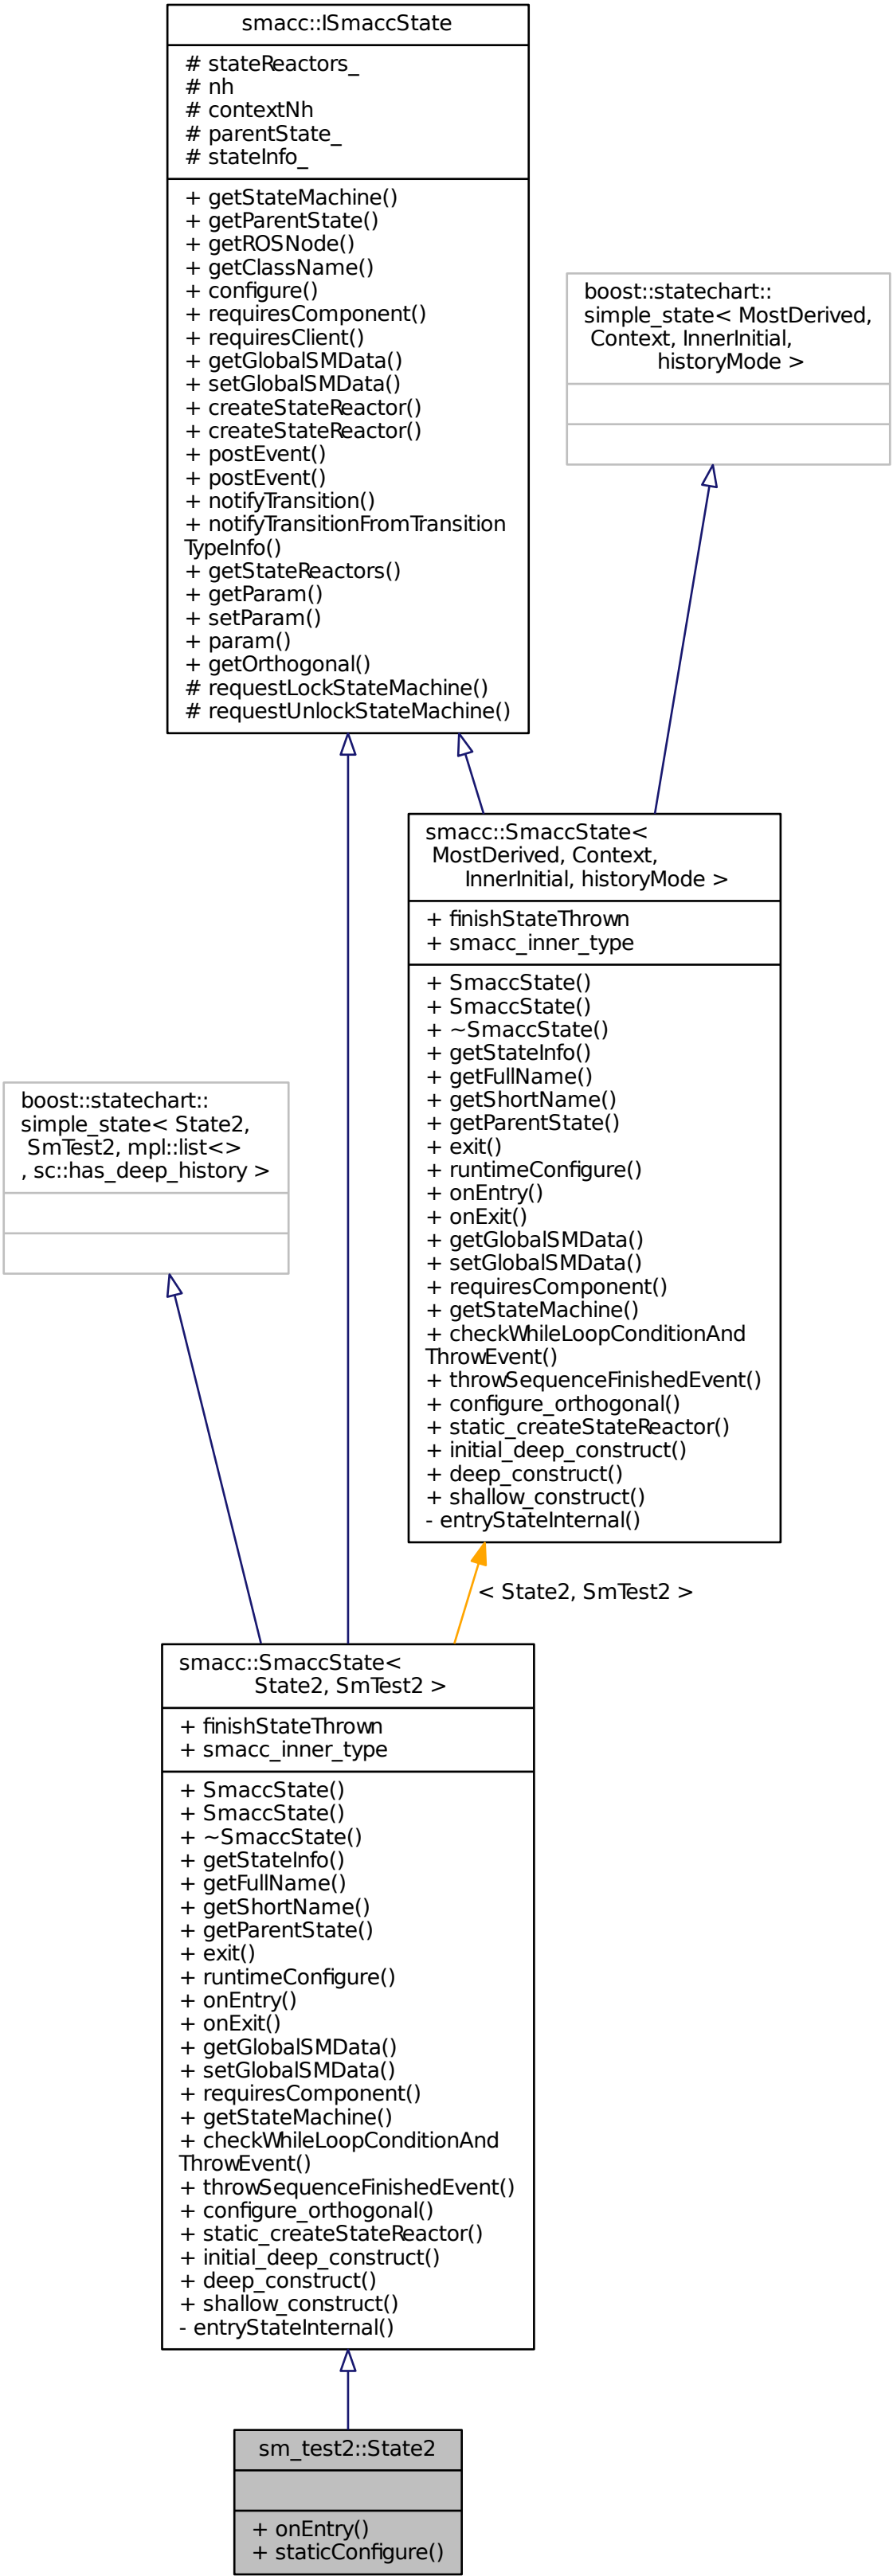 smacc::ISmaccState
# stateReactors_
# nh
# contextNh
# parentState_
# stateInfo_
+ getStateMachine()
+ getParentState()
+ getROSNode()
+ getClassName()
+ configure()
+ requiresComponent()
+ requiresClient()
+ getGlobalSMData()
+ setGlobalSMData()
+ createStateReactor()
+ createStateReactor()
+ postEvent()
+ postEvent()
+ notifyTransition()
+ notifyTransitionFromTransition
TypeInfo()
+ getStateReactors()
+ getParam()
+ setParam()
+ param()
+ getOrthogonal()
# requestLockStateMachine()
# requestUnlockStateMachine()
boost::statechart::
simple_state< MostDerived,
Context, InnerInitial,
historyMode >
smacc::SmaccState<
MostDerived, Context,
InnerInitial, historyMode >
+ finishStateThrown
+ smacc_inner_type
+ SmaccState()
+ SmaccState()
+ ~SmaccState()
+ getStateInfo()
+ getFullName()
+ getShortName()
+ getParentState()
+ exit()
+ runtimeConfigure()
+ onEntry()
+ onExit()
+ getGlobalSMData()
+ setGlobalSMData()
+ requiresComponent()
+ getStateMachine()
+ checkWhileLoopConditionAnd
ThrowEvent()
+ throwSequenceFinishedEvent()
+ configure_orthogonal()
+ static_createStateReactor()
+ initial_deep_construct()
+ deep_construct()
+ shallow_construct()
- entryStateInternal()
boost::statechart::
simple_state< State2,
SmTest2, mpl::list<>
, sc::has_deep_history >
< State2, SmTest2 >
smacc::SmaccState<
State2, SmTest2 >
+ finishStateThrown
+ smacc_inner_type
+ SmaccState()
+ SmaccState()
+ ~SmaccState()
+ getStateInfo()
+ getFullName()
+ getShortName()
+ getParentState()
+ exit()
+ runtimeConfigure()
+ onEntry()
+ onExit()
+ getGlobalSMData()
+ setGlobalSMData()
+ requiresComponent()
+ getStateMachine()
+ checkWhileLoopConditionAnd
ThrowEvent()
+ throwSequenceFinishedEvent()
+ configure_orthogonal()
+ static_createStateReactor()
+ initial_deep_construct()
+ deep_construct()
+ shallow_construct()
- entryStateInternal()
sm_test2::State2
+ onEntry()
+ staticConfigure()